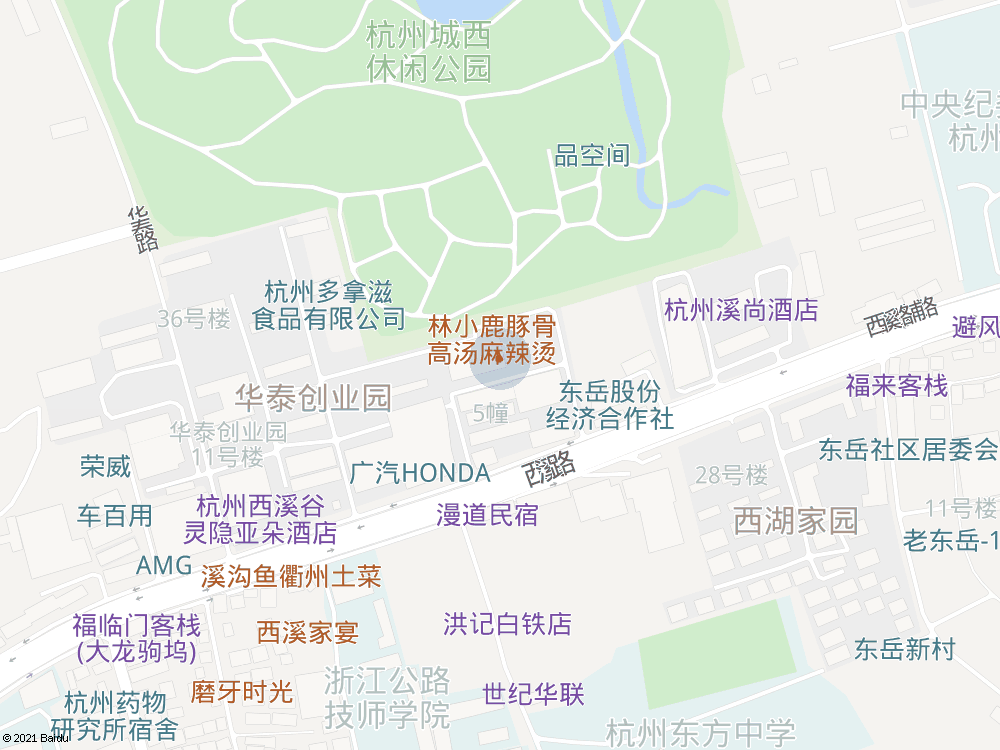 杭州城西
休闲公园
中央纪
杭州
品空间
华泰路
杭州多拿滋
食品有限公司
36号楼
林小鹿豚骨
高汤麻辣烫
杭州溪尚酒店
西溪路辅路
避风
华泰创业园
5幢
东岳股份
经济合作社
福来客栈
华泰创业园
11号楼
荣威
广汽HONDA
西溪路
28号楼
东岳社区居委会
杭州西溪谷
灵隐亚朵酒店
车百用
漫道民宿
西湖家园
11号楼
老东岳-1
AMG
溪沟鱼衢州土菜
福临门客栈
(大龙驹坞)
西溪家宴
洪记白铁店
东岳新村
磨牙时光
浙江公路
技师学院
世纪华联
杭州药物
研究所宿舍
杭州东方中学
© 2021 Baidu